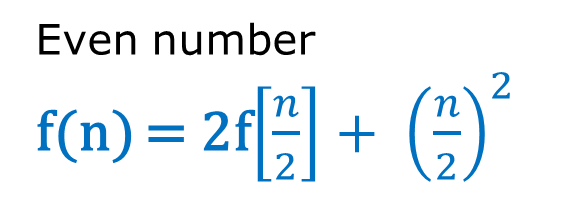 Even number
f(n) = 2f[n/2] + (n/2)²